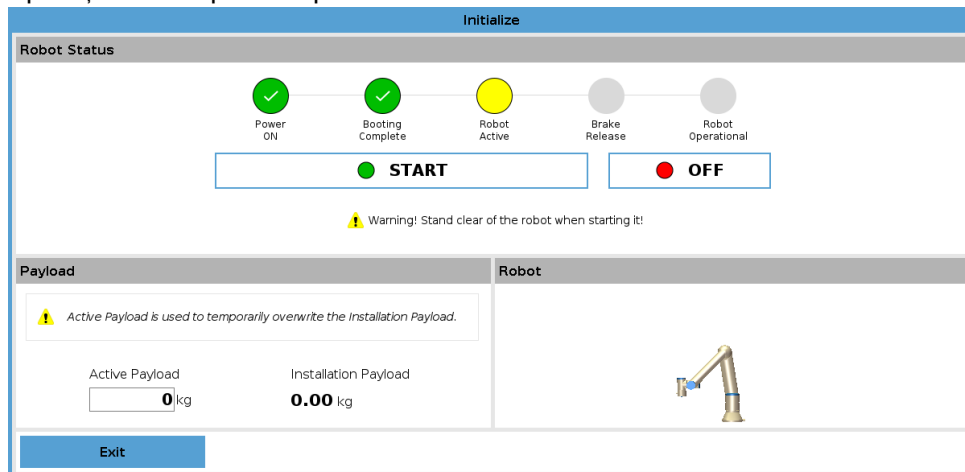 Initialize
Robot Status
Power
ON
Booting
Complete
Robot
Active
Brake
Release
Robot
Operational
START
OFF
Warning! Stand clear of the robot when starting it!
Payload
Robot
Active Payload is used to temporarily overwrite the Installation Payload.
Active Payload
Installation Payload
0 kg
0.00 kg
Exit